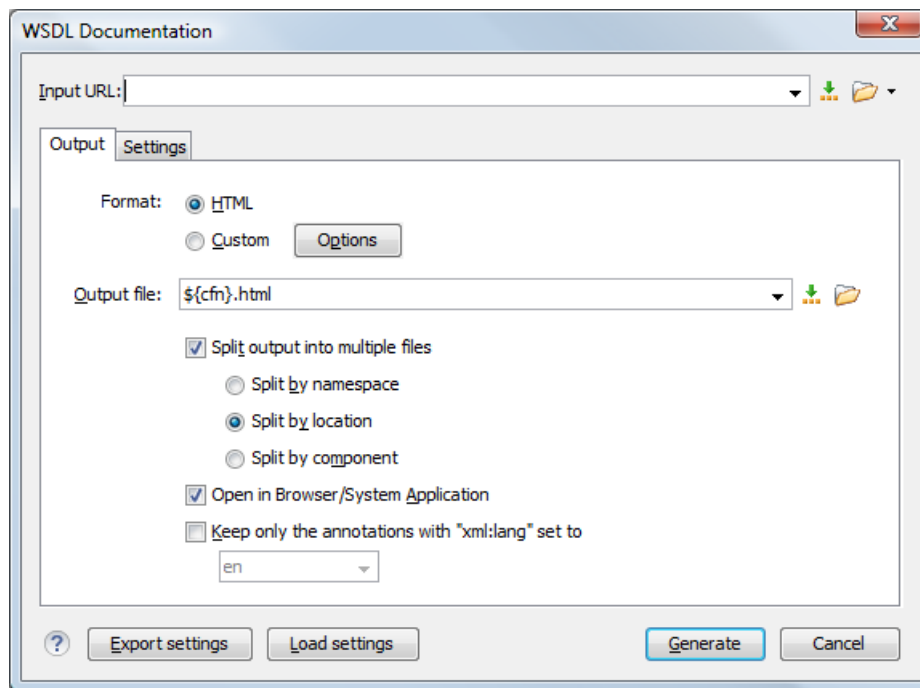 WSDL Documentation
Input URL:
Output Settings
Format: HTML
Custom Options
Output file: ${cfn}.html
Split output into multiple files
Split by namespace
Split by location
Split by component
Open in Browser/System Application
Keep only the annotations with "xml:lang" set to
en
? Export settings Load settings Generate Cancel